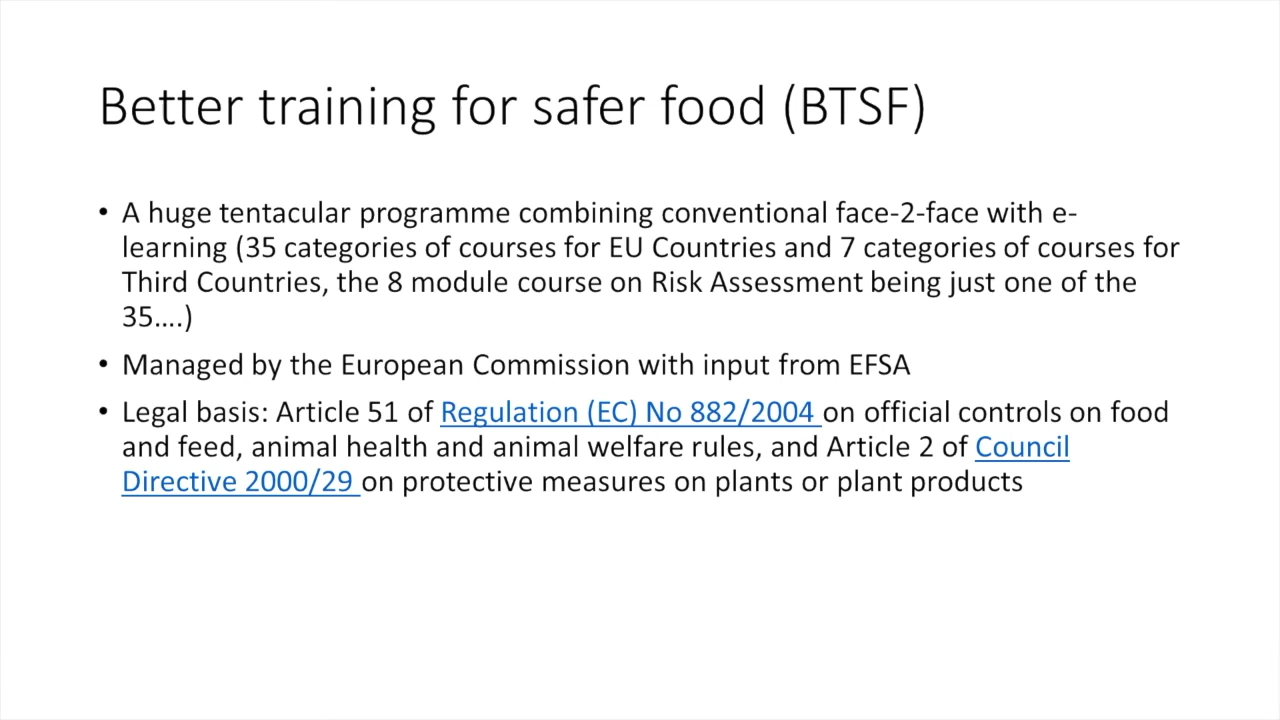 Better training for safer food (BTSF)
• A huge tentacular programme combining conventional face-2-face with e-
learning (35 categories of courses for EU Countries and 7 categories of courses for
Third Countries, the 8 module course on Risk Assessment being just one of the
35....)
• Managed by the European Commission with input from EFSA
• Legal basis: Article 51 of Regulation (EC) No 882/2004 on official controls on food
and feed, animal health and animal welfare rules, and Article 2 of Council
Directive 2000/29 on protective measures on plants or plant products